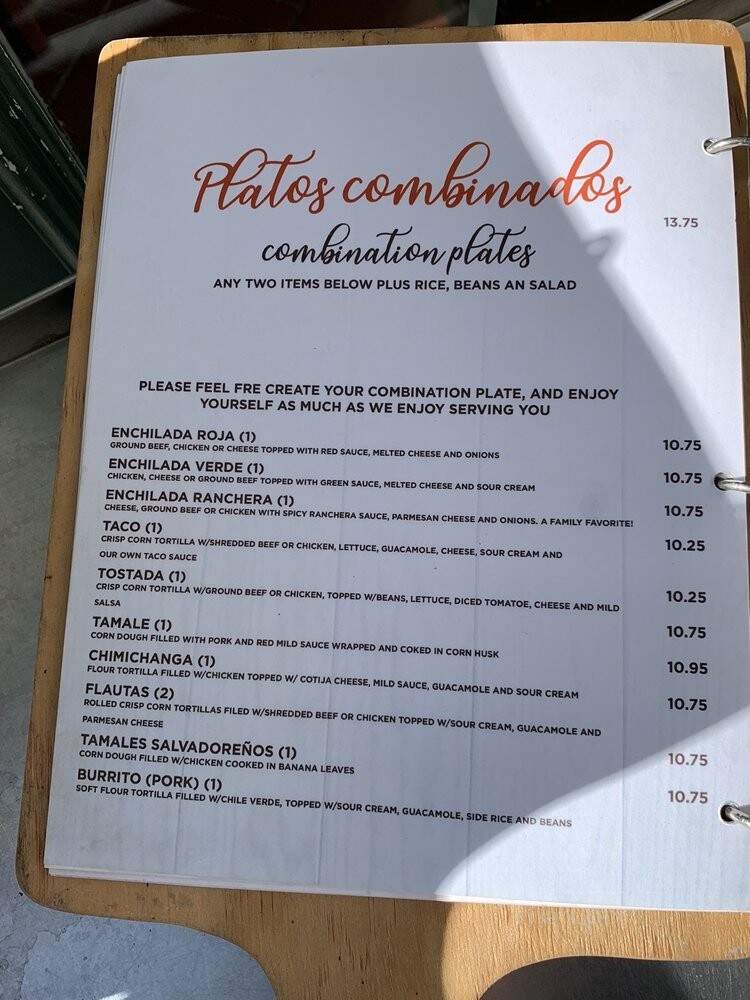 Platos combinados
13.75
combination plates
ANY TWO ITEMS BELOW PLUS RICE, BEANS AN SALAD
PLEASE FEEL FRE CREATE YOUR COMBINATION PLATE, AND ENJOY
YOURSELF AS MUCH AS WE ENJOY SERVING YOU
ENCHILADA ROJA (1) 10.75
GROUND BEEF, CHICKEN OR CHEESE TOPPED WITH RED SAUCE, MELTED CHEESE AND ONIONS
ENCHILADA VERDE (1) 10.75
CHICKEN, CHEESE OR GROUND BEEF TOPPED WITH GREEN SAUCE, MELTED CHEESE AND SOUR CREAM
ENCHILADA RANCHERA (1) 10.75
CHEESE, GROUND BEEF OR CHICKEN WITH SPICY RANCHERA SAUCE, PARMESAN CHEESE AND ONIONS. A FAMILY FAVORITE!
TACO (1) 10.25
CRISP CORN TORTILLA W/SHREDDED BEEF OR CHICKEN, LETTUCE, GUACAMOLE, CHEESE, SOUR CREAM AND
OUR OWN TACO SAUCE
TOSTADA (1) 10.25
CRISP CORN TORTILLA W/GROUND BEEF OR CHICKEN, TOPPED W/BEANS, LETTUCE, DICED TOMATOE, CHEESE AND MILD
SALSA
TAMALE (1) 10.75
CORN DOUGH FILLED WITH PORK AND RED MILD SAUCE WRAPPED AND COKED IN CORN HUSK
CHIMICHANGA (1) 10.95
FLOUR TORTILLA FILLED W/CHICKEN TOPPED W/ COTIJA CHEESE, MILD SAUCE, GUACAMOLE AND SOUR CREAM
FLAUTAS (2) 10.75
ROLLED CRISP CORN TORTILLAS FILED W/SHREDDED BEEF OR CHICKEN TOPPED W/SOUR CREAM, GUACAMOLE AND
PARMESAN CHEESE
TAMALES SALVADOREÑOS (1) 10.75
CORN DOUGH FILLED W/CHICKEN COOKED IN BANANA LEAVES
BURRITO (PORK) (1) 10.75
SOFT FLOUR TORTILLA FILLED W/CHILE VERDE, TOPPED W/SOUR CREAM, GUACAMOLE, SIDE RICE AND BEANS